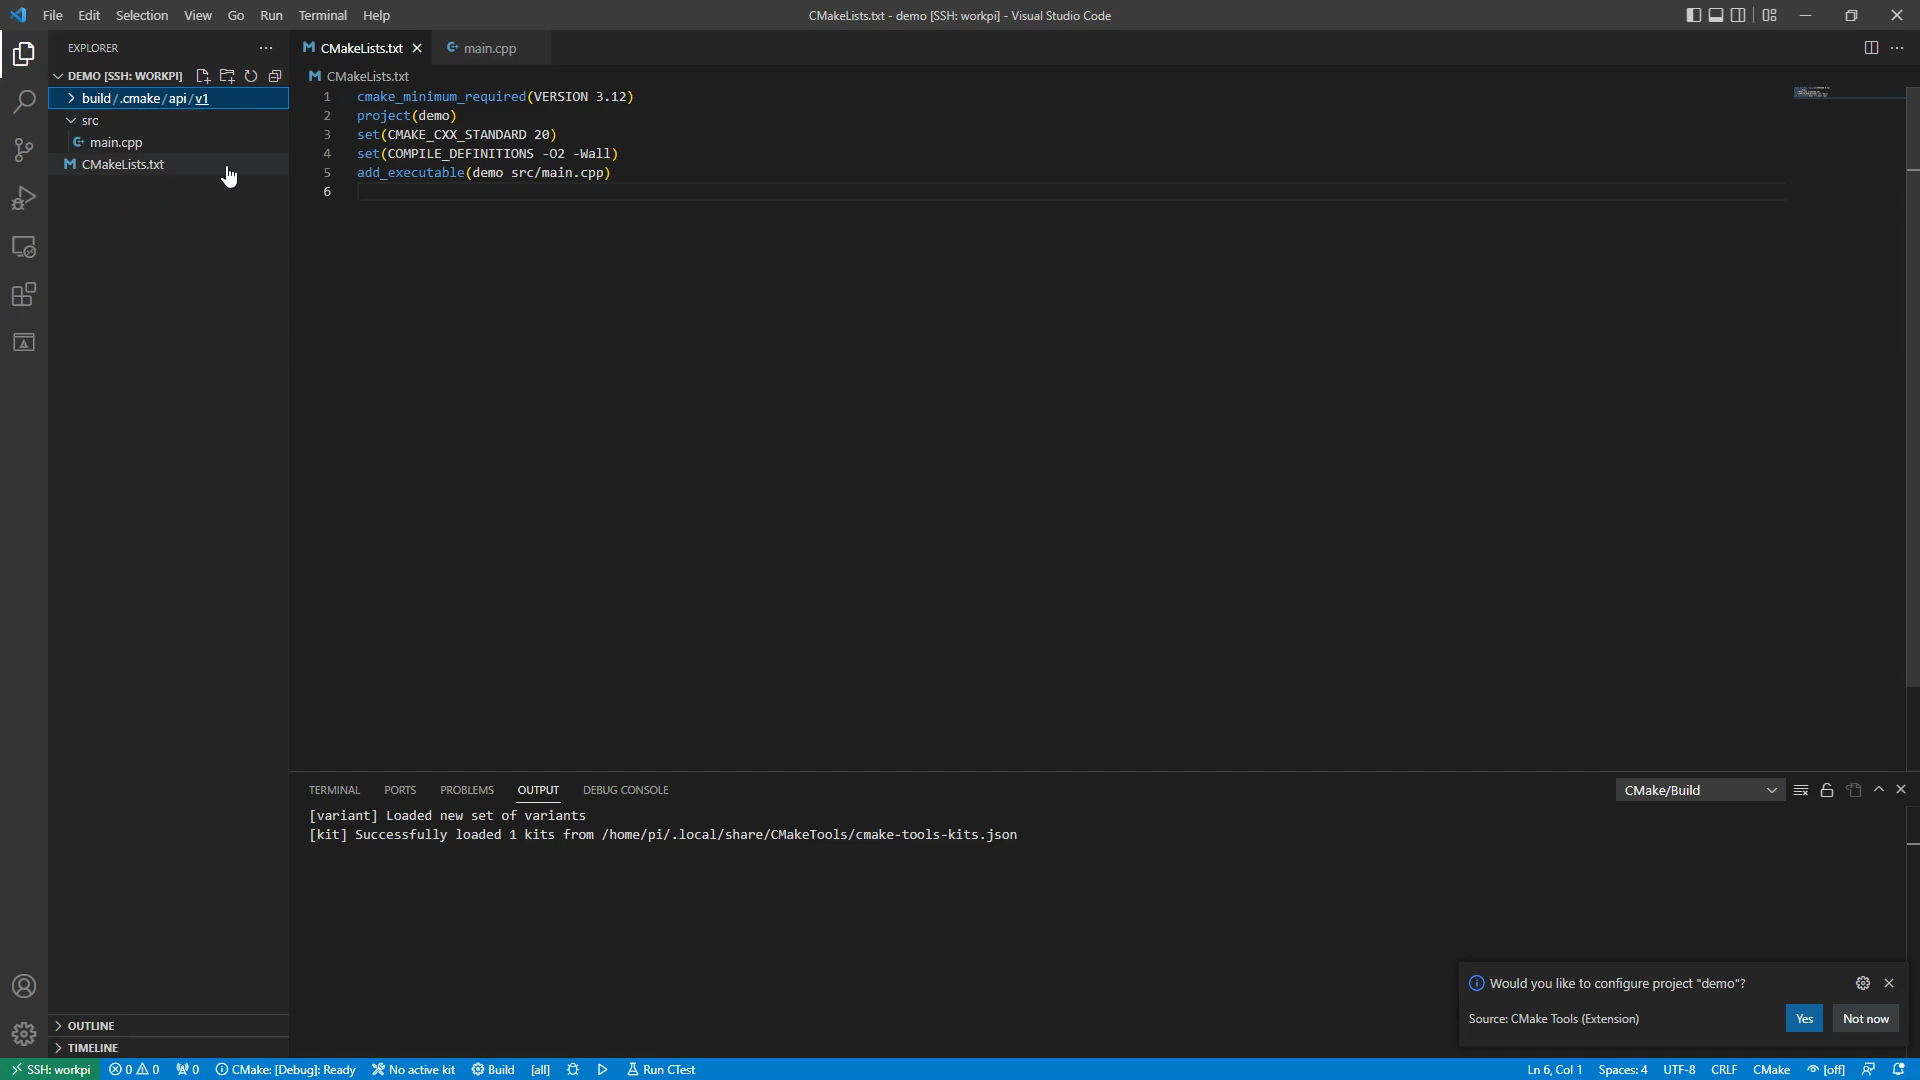 File Edit Selection View Go Run Terminal Help
CMakeLists.txt - demo [SSH: workpi] - Visual Studio Code
EXPLORER
DEMO [SSH: WORKPI]
build/.cmake/api/v1
src
main.cpp
CMakeLists.txt
CMakeLists.txt main.cpp
CMakeLists.txt
1 cmake_minimum_required(VERSION 3.12)
2 project(demo)
3 set(CMAKE_CXX_STANDARD 20)
4 set(COMPILE_DEFINITIONS -O2 -Wall)
5 add_executable(demo src/main.cpp)
6
TERMINAL PORTS PROBLEMS OUTPUT DEBUG CONSOLE
CMake/Build
[variant] Loaded new set of variants
[kit] Successfully loaded 1 kits from /home/pi/.local/share/CMakeTools/cmake-tools-kits.json
Would you like to configure project "demo"?
Source: CMake Tools (Extension)
Yes Not now
OUTLINE
TIMELINE
SSH: workpi 0 0 0 CMake: [Debug]: Ready No active kit Build [all] Run CTest
Ln 6, Col 1 Spaces: 4 UTF-8 CRLF CMake [off]